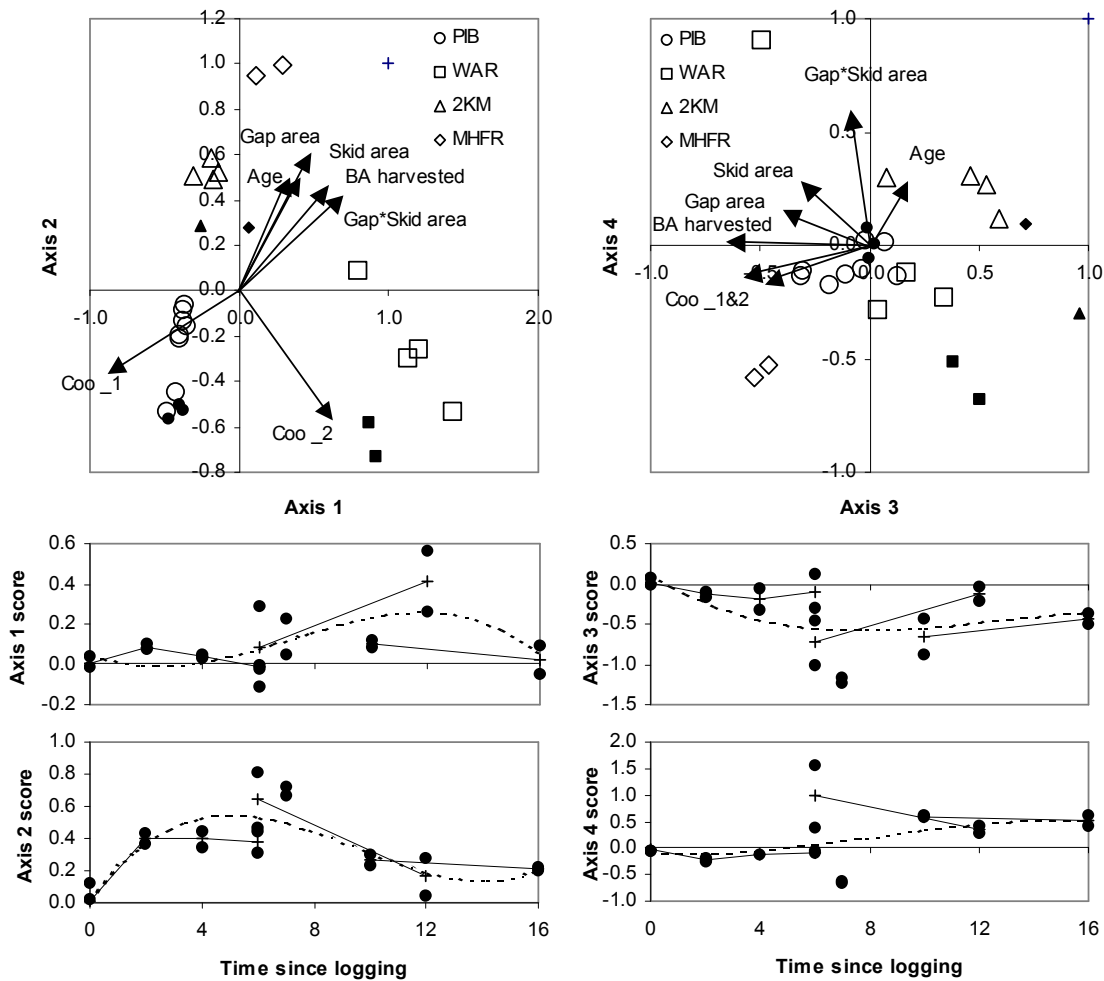 1.2
1.0
0.8
0.6
0.4
0.2
0.0
-0.2
-0.4
-0.6
-0.8
-1.0
0.0
1.0
2.0
Axis 2
Axis 1
PIB
WAR
2KM
MHFR
Gap area
Skid area
Age
BA harvested
Gap*Skid area
Coo _1
Coo _2
1.0
0.5
0.0
-0.5
-1.0
-1.0
-0.5
0.0
0.5
1.0
Axis 4
Axis 3
PIB
WAR
2KM
MHFR
Gap*Skid area
Age
Skid area
Gap area
BA harvested
Coo _1&2
0.6
0.4
0.2
0.0
-0.2
Axis 1 score
0.5
0.0
-0.5
-1.0
-1.5
Axis 3 score
1.0
0.8
0.6
0.4
0.2
0.0
Axis 2 score
0 4 8 12 16
Time since logging
2.0
1.5
1.0
0.5
0.0
-0.5
-1.0
Axis 4 score
0 4 8 12 16
Time since logging